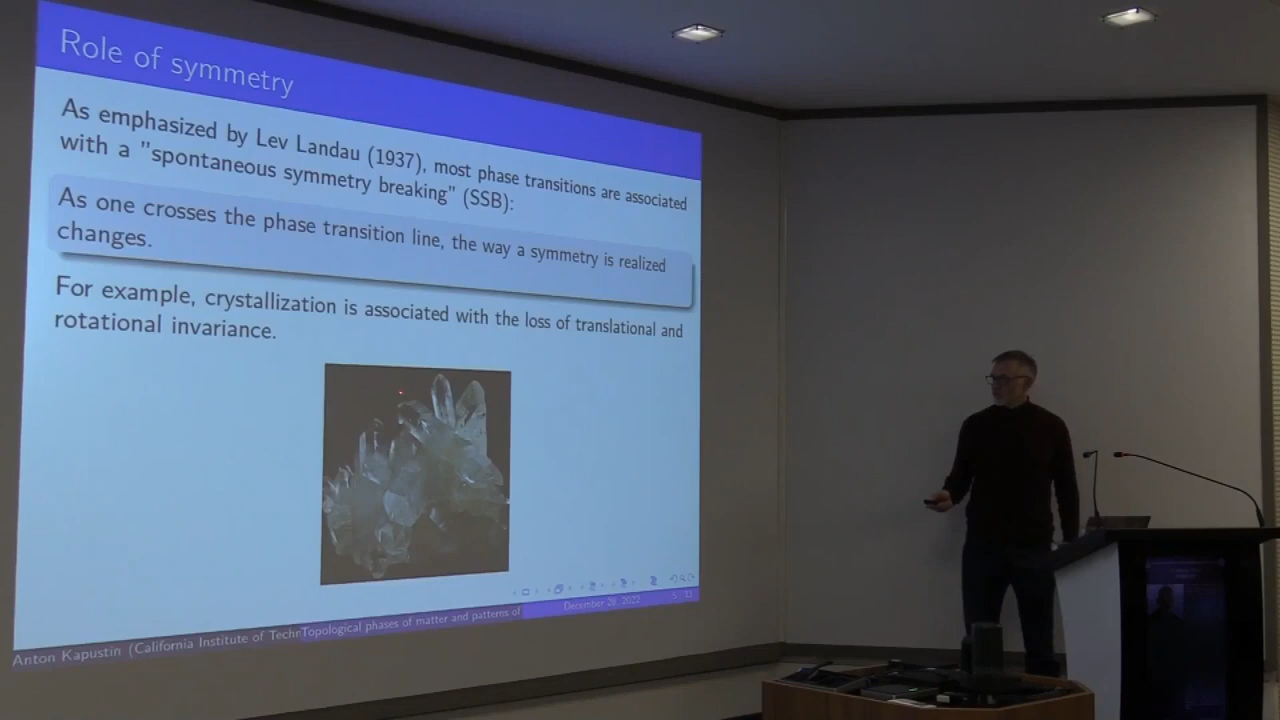 Role of symmetry
As emphasized by Lev Landau (1937), most phase transitions are associated
with a "spontaneous symmetry breaking" (SSB):
As one crosses the phase transition line, the way a symmetry is realized
changes.
For example, crystallization is associated with the loss of translational and
rotational invariance.
Anton Kapustin (California Institute of Techn Topological phases of matter and patterns of December 28, 2022